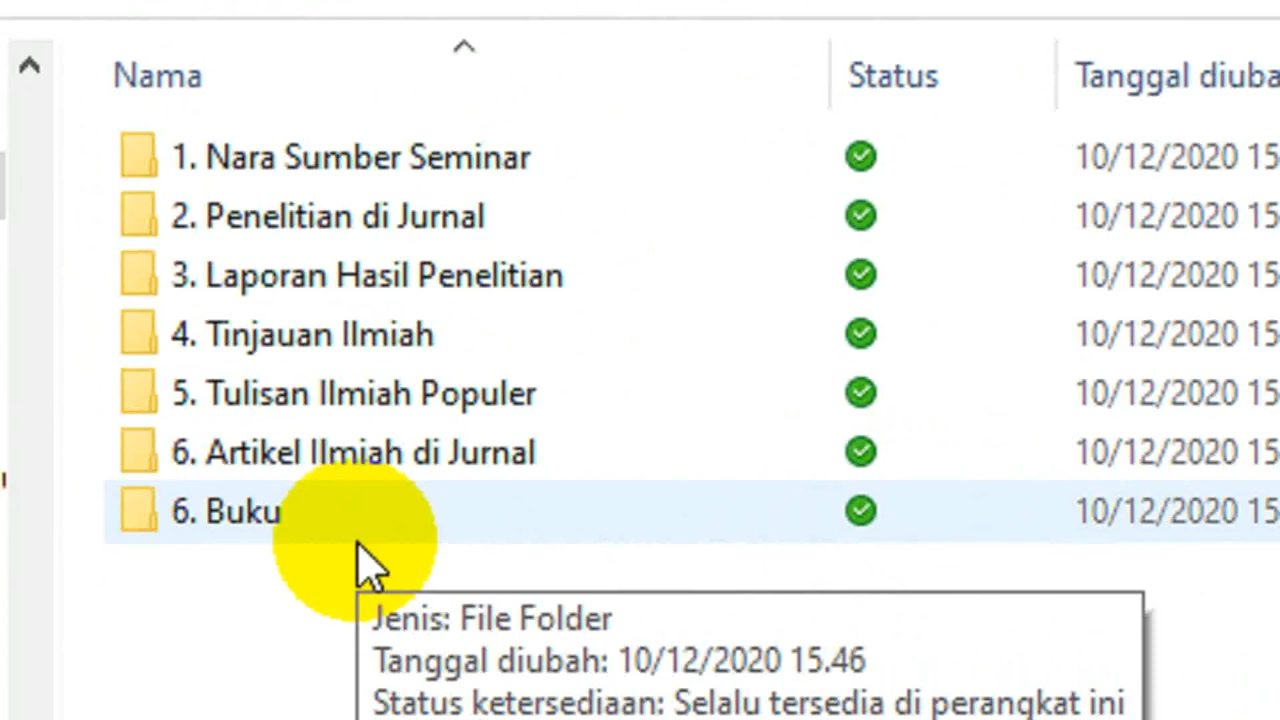 Nama Status Tanggal diuba
1. Nara Sumber Seminar 10/12/2020 15
2. Penelitian di Jurnal 10/12/2020 15
3. Laporan Hasil Penelitian 10/12/2020 15
4. Tinjauan Ilmiah 10/12/2020 15
5. Tulisan Ilmiah Populer 10/12/2020 15
6. Artikel Ilmiah di Jurnal 10/12/2020 15
6. Buku 10/12/2020 15
Jenis: File Folder
Tanggal diubah: 10/12/2020 15.46
Status ketersediaan: Selalu tersedia di perangkat ini